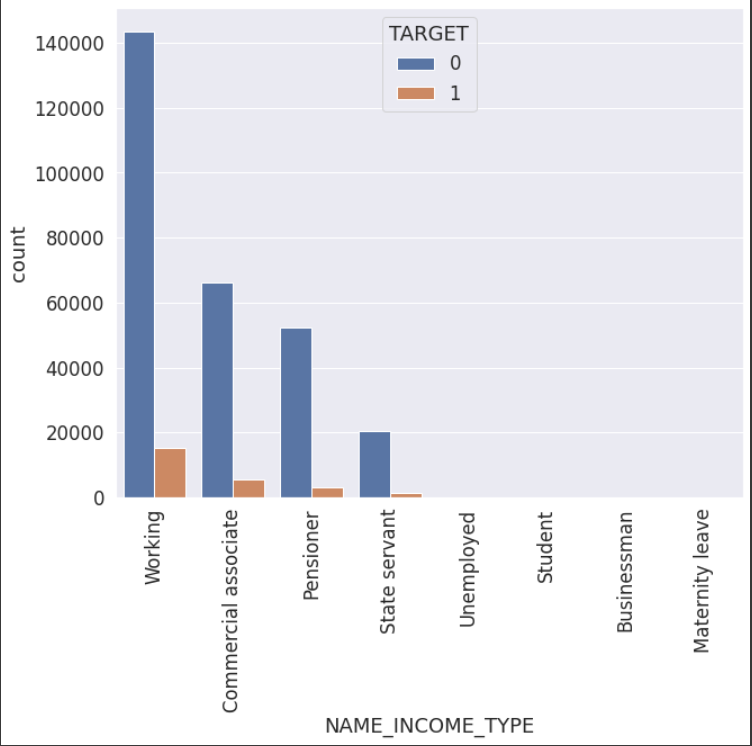 TARGET
0
1
140000
120000
100000
80000
60000
40000
20000
0
count
Working
Commercial associate
Pensioner
State servant
Unemployed
Student
Businessman
Maternity leave
NAME_INCOME_TYPE